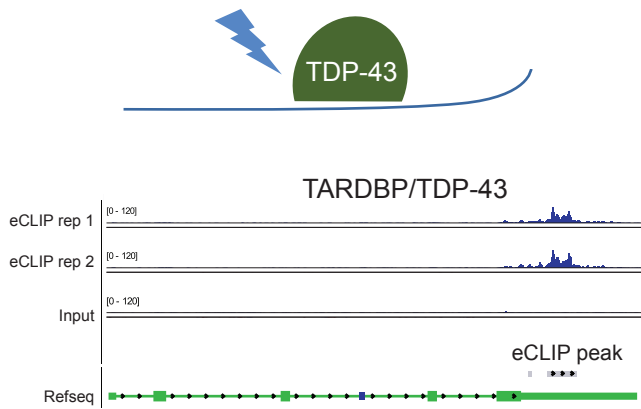 TDP-43
TARDBP/TDP-43
eCLIP rep 1
[0 - 120]
eCLIP rep 2
[0 - 120]
Input
[0 - 120]
eCLIP peak
Refseq